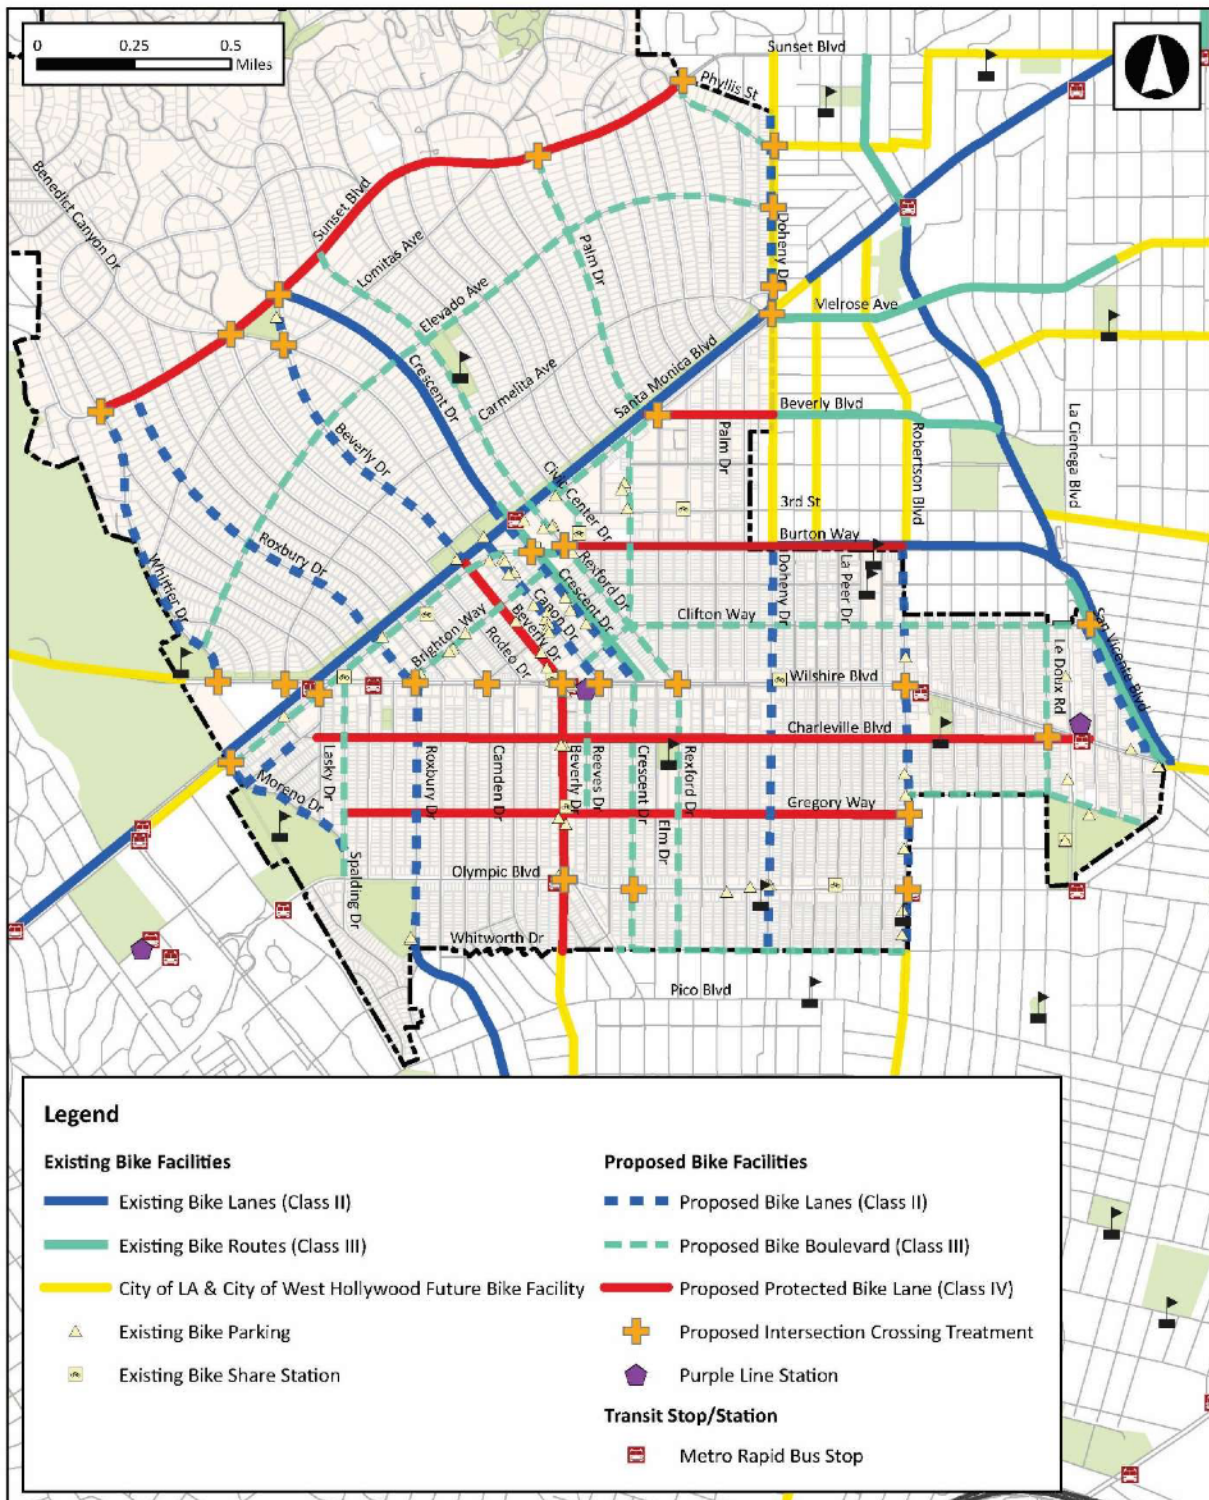 0 0.25 0.5
Miles
Sunset Blvd
Phyllis St
Benedict Canyon Dr
Sunset Blvd
Lomitas Ave
Palm Dr
Doheny Dr
Elevado Ave
Melrose Ave
Crescent Dr
Carmelita Ave
Santa Monica Blvd
Beverly Blvd
Beverly Dr
Palm Dr
Robertson Blvd
La Cienega Blvd
Civic Center Dr
3rd St
Burton Way
Roxbury Dr
Whittier Dr
Rexford Dr
Crescent Dr
Canon Dr
Beverly Dr
Rodeo Dr
Brighton Way
Doheny Dr
La Peer Dr
Clifton Way
San Vicente Blvd
Le Doux Rd
Wilshire Blvd
Charleville Blvd
Lasky Dr
Roxbury Dr
Camden Dr
Beverly Dr
Reeves Dr
Crescent Dr
Rexford Dr
Moreno Dr
Gregory Way
Elm Dr
Spalding Dr
Olympic Blvd
Whitworth Dr
Pico Blvd
Legend
Existing Bike Facilities
Existing Bike Lanes (Class II)
Existing Bike Routes (Class III)
City of LA & City of West Hollywood Future Bike Facility
Existing Bike Parking
Existing Bike Share Station
Proposed Bike Facilities
Proposed Bike Lanes (Class II)
Proposed Bike Boulevard (Class III)
Proposed Protected Bike Lane (Class IV)
Proposed Intersection Crossing Treatment
Purple Line Station
Transit Stop/Station
Metro Rapid Bus Stop